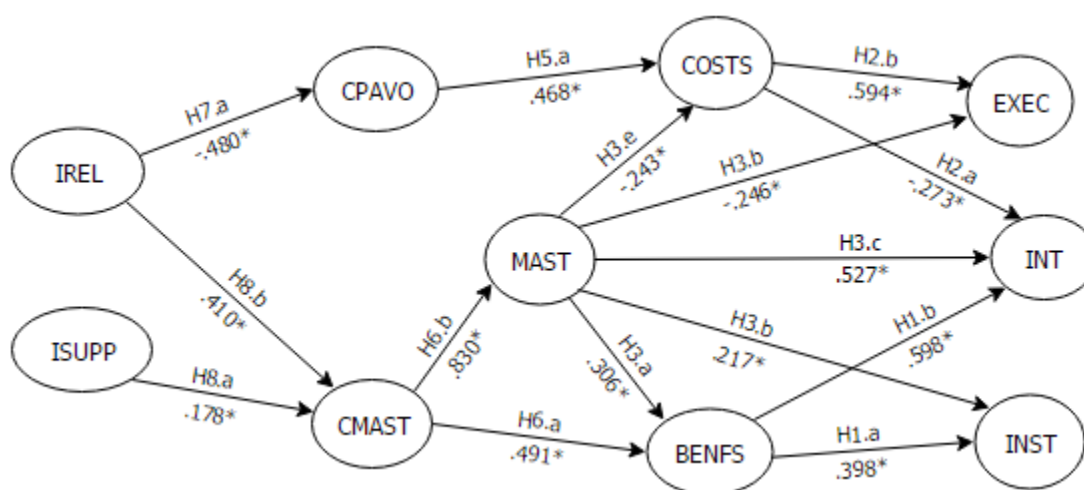 H5.a
COSTS
H2.b
CPAVO
.468*
.594*
EXEC
H7.a
-.480*
H3.e
-.243*
H3.b
-.246*
H2.a
-.273*
IREL
MAST
H3.c
.527*
INT
H8.b
.410*
H6.b
.830*
H3.a
.306*
H3.b
.217*
H1.b
.598*
ISUPP
H8.a
.178*
CMAST
H6.a
.491*
BENFS
H1.a
.398*
INST